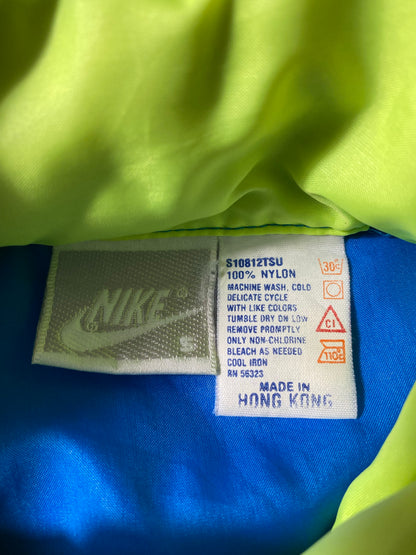 NIKE
S
S10812TSU
100% NYLON
MACHINE WASH, COLD
DELICATE CYCLE
WITH LIKE COLORS
TUMBLE DRY ON LOW
REMOVE PROMPTLY
ONLY NON-CHLORINE
BLEACH AS NEEDED
COOL IRON
RN 56323
MADE IN
HONG KONG
30°C
Cl
110°C